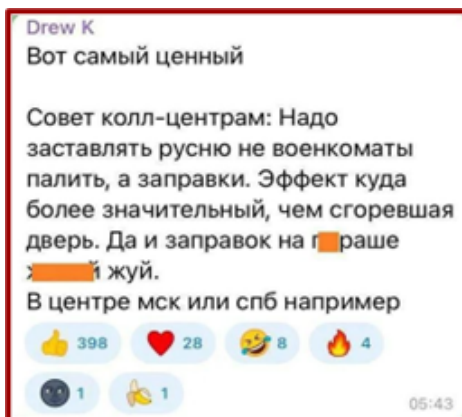 Drew K
Вот самый ценный
Совет колл-центрам: Надо
заставлять русню не военкоматы
палить, а заправки. Эффект куда
более значительный, чем сгоревшая
дверь. Да и заправок на
жуй.
В центре мск или спб например
398 28 8 4
1 1
05:43